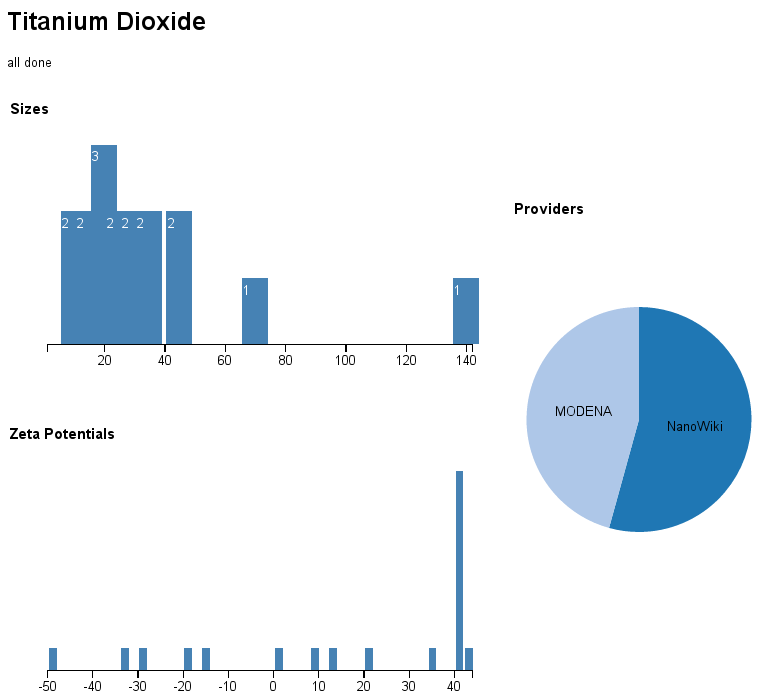 Titanium Dioxide
all done
Sizes
3
2 2 2 2 2 2
1 1
20 40 60 80 100 120 140
Providers
MODENA
NanoWiki
Zeta Potentials
-50 -40 -30 -20 -10 0 10 20 30 40